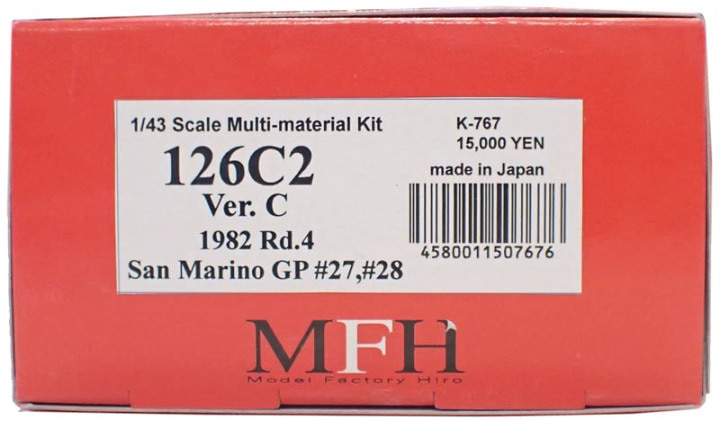 1/43 Scale Multi-material Kit
126C2
Ver. C
1982 Rd.4
San Marino GP #27,#28
K-767
15,000 YEN
made in Japan
4580011507676
MFH
Model Factory Hiro